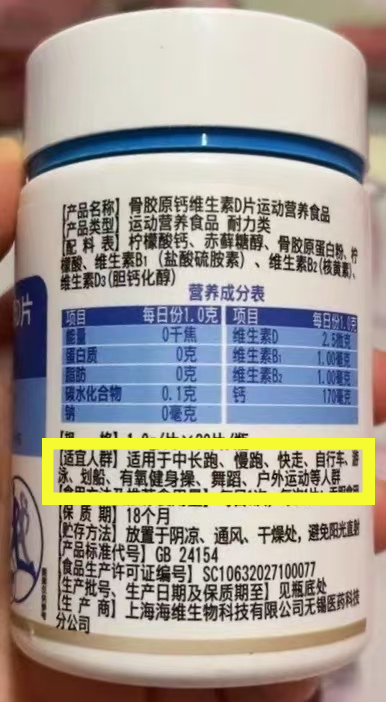 【产品名称】骨胶原钙维生素D片运动营养食品
【产品类型】运动营养食品 耐力类
【配 料 表】柠檬酸钙、赤藓糖醇、骨胶原蛋白粉、柠
檬酸、维生素B₁（盐酸硫胺素）、维生素B₂(核黄素)、
维生素D₃(胆钙化醇)
营养成分表
项目 每日份1.0克 项目 每日份1.0克
能量 0千焦 维生素D 2.5微克
蛋白质 0克 维生素B₁ 1.00毫克
脂肪 0克 维生素B₂ 1.00毫克
碳水化合物 0.1克 钙 170毫克
钠 0毫克
D片
【适宜人群】适用于中长跑、慢跑、快走、自行车、游
泳、划船、有氧健身操、舞蹈、户外运动等人群
【保 质 期】18个月
【贮存方法】放置于阴凉、通风、干燥处，避免阳光直射
【产品标准代号】GB 24154
【食品生产许可证编号】SC10632027100077
【生产批号、生产日期及保质期至】见瓶底处
【生 产 商】上海海维生物科技有限公司无锡医药科技
分公司